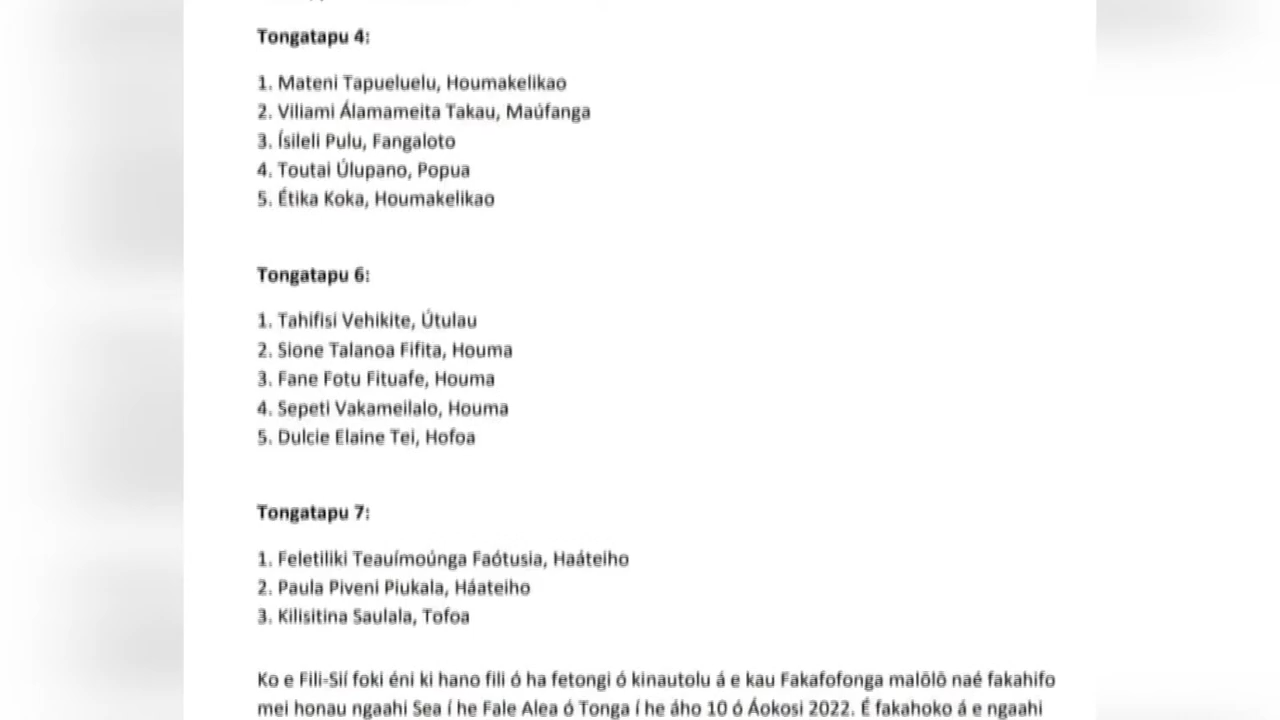 Tongatapu 4:
1. Mateni Tapueluelu, Houmakelikao
2. Viliami Álamameita Takau, Maúfanga
3. Ísileli Pulu, Fangaloto
4. Toutai Úlupano, Popua
5. Étika Koka, Houmakelikao
Tongatapu 6:
1. Tahifisi Vehikite, Útulau
2. Sione Talanoa Fifita, Houma
3. Fane Fotu Fituafe, Houma
4. Sepeti Vakameilalo, Houma
5. Dulcie Elaine Tei, Hofoa
Tongatapu 7:
1. Feletiliki Teauímoúnga Faótusia, Haáteiho
2. Paula Piveni Piukala, Háateiho
3. Kilisitina Saulala, Tofoa
Ko e Fili-Sií foki éni ki hano fili ó ha fetongi ó kinautolu á e kau Fakafofonga malōlō naé fakahifo
mei honau ngaahi Sea í he Fale Alea ó Tonga í he áho 10 ó Áokosi 2022. É fakahoko á e ngaahi